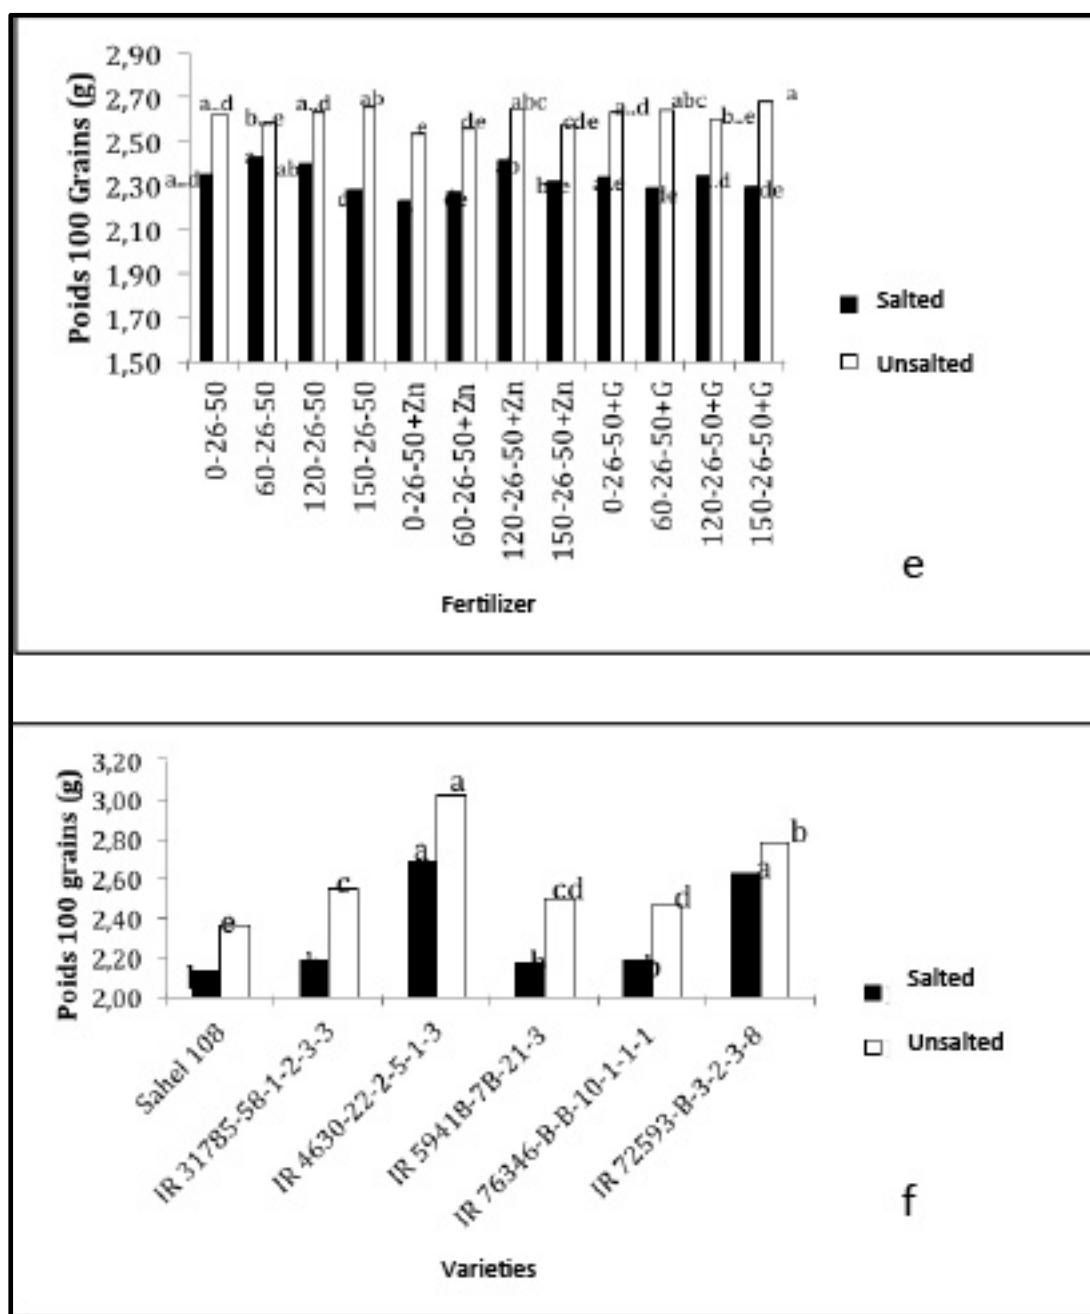 Poids 100 Grains (g)
2,90
2,70
2,50
2,30
2,10
1,90
1,70
1,50
a..d
b...e
a..d
ab
e
de
abc
cde
a..d
abc
b..e
a
a..d
a
ab
d
de
b..e
a.e
de
..d
de
0-26-50
60-26-50
120-26-50
150-26-50
0-26-50+Zn
60-26-50+Zn
120-26-50+Zn
150-26-50+Zn
0-26-50+G
60-26-50+G
120-26-50+G
150-26-50+G
Fertilizer
Salted
Unsalted
e
Poids 100 grains (g)
3,20
3,00
2,80
2,60
2,40
2,20
2,00
e
c
a
a
cd
d
b
b
a
Sahel 108
IR 31785-58-1-2-3-3
IR 4630-22-2-5-1-3
IR 59418-7B-21-3
IR 76346-B-B-10-1-1-1
IR 72593-B-3-2-3-8
Varieties
Salted
Unsalted
f